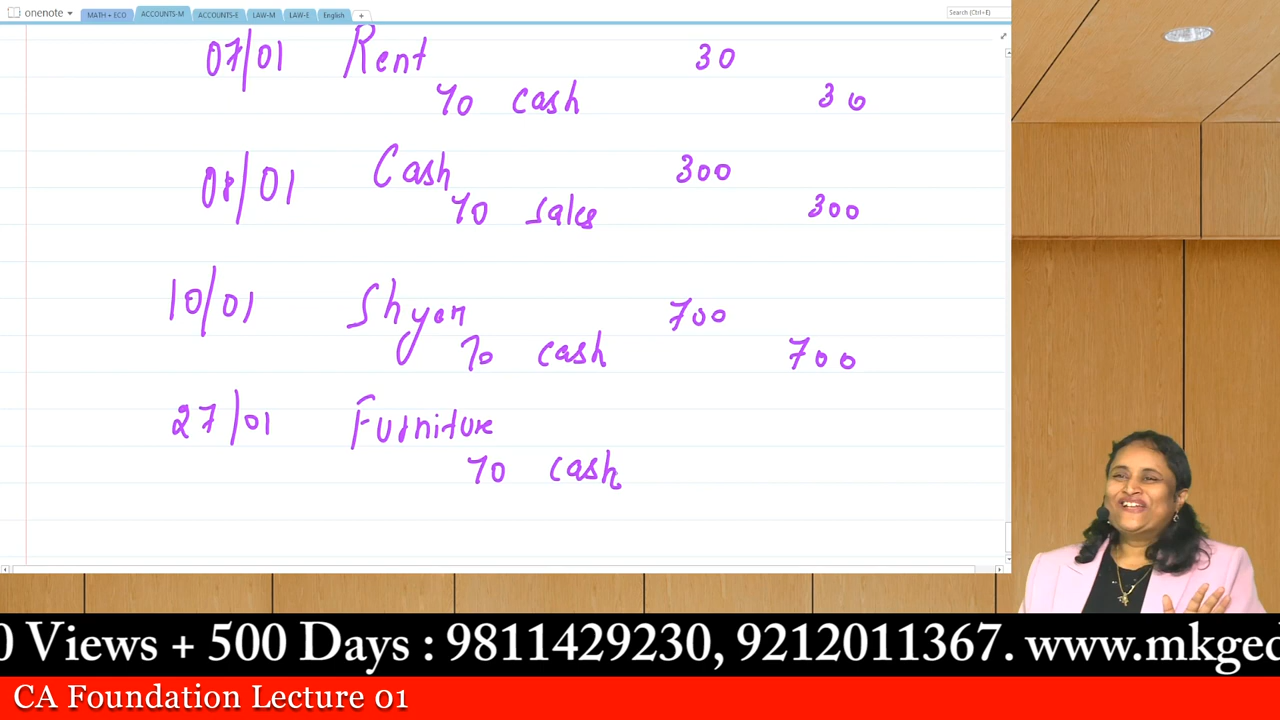 onenote MATH + ECO ACCOUNTS-M ACCOUNTS-E LAW-M LAW-E English Search (Ctrl+E)
07/01 Rent 30
To cash 30
08/01 Cash 300
To sales 300
10/01 Shyam 700
To cash 700
27/01 Furniture
To cash
0 Views + 500 Days : 9811429230, 9212011367. www.mkged
CA Foundation Lecture 01